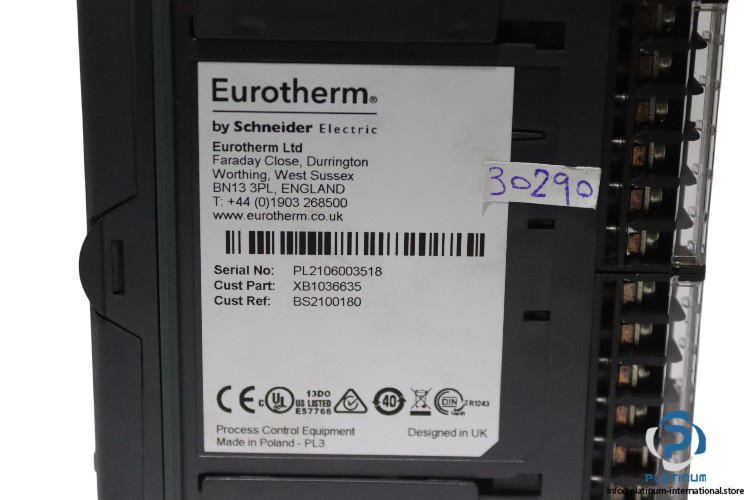 Eurotherm®
by Schneider Electric
Eurotherm Ltd
Faraday Close, Durrington
Worthing, West Sussex
BN13 3PL, ENGLAND
T: +44 (0)1903 268500
www.eurotherm.co.uk
30290
Serial No: PL2106003518
Cust Part: XB1036635
Cust Ref: BS2100180
CE c UL US LISTED
13DO
E57766
40
DIN
TR1243
Process Control Equipment
Made in Poland - PL3
Designed in UK
PLATINUM
info@platinum-international.store